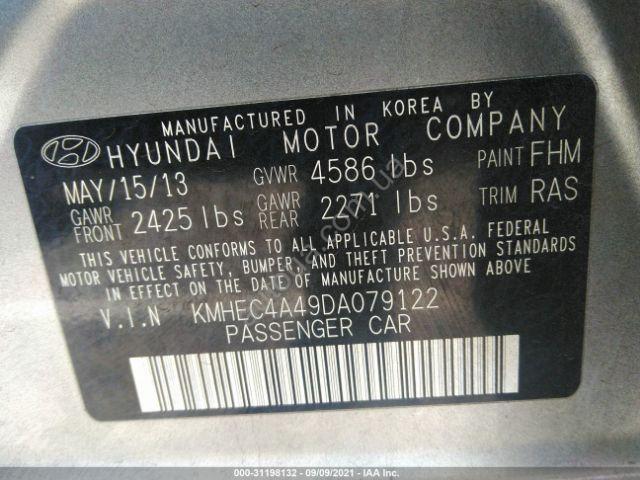 MANUFACTURED IN KOREA BY
HYUNDAI MOTOR COMPANY
MAY/15/13 GVWR 4586 lbs PAINT FHM
GAWR FRONT 2425 lbs GAWR REAR 2271 lbs TRIM RAS
THIS VEHICLE CONFORMS TO ALL APPLICABLE U.S.A. FEDERAL
MOTOR VEHICLE SAFETY, BUMPER, AND THEFT PREVENTION STANDARDS
IN EFFECT ON THE DATE OF MANUFACTURE SHOWN ABOVE
V.I.N KMHEC4A49DA079122
PASSENGER CAR
000-31198132 - 09/09/2021 - IAA Inc.